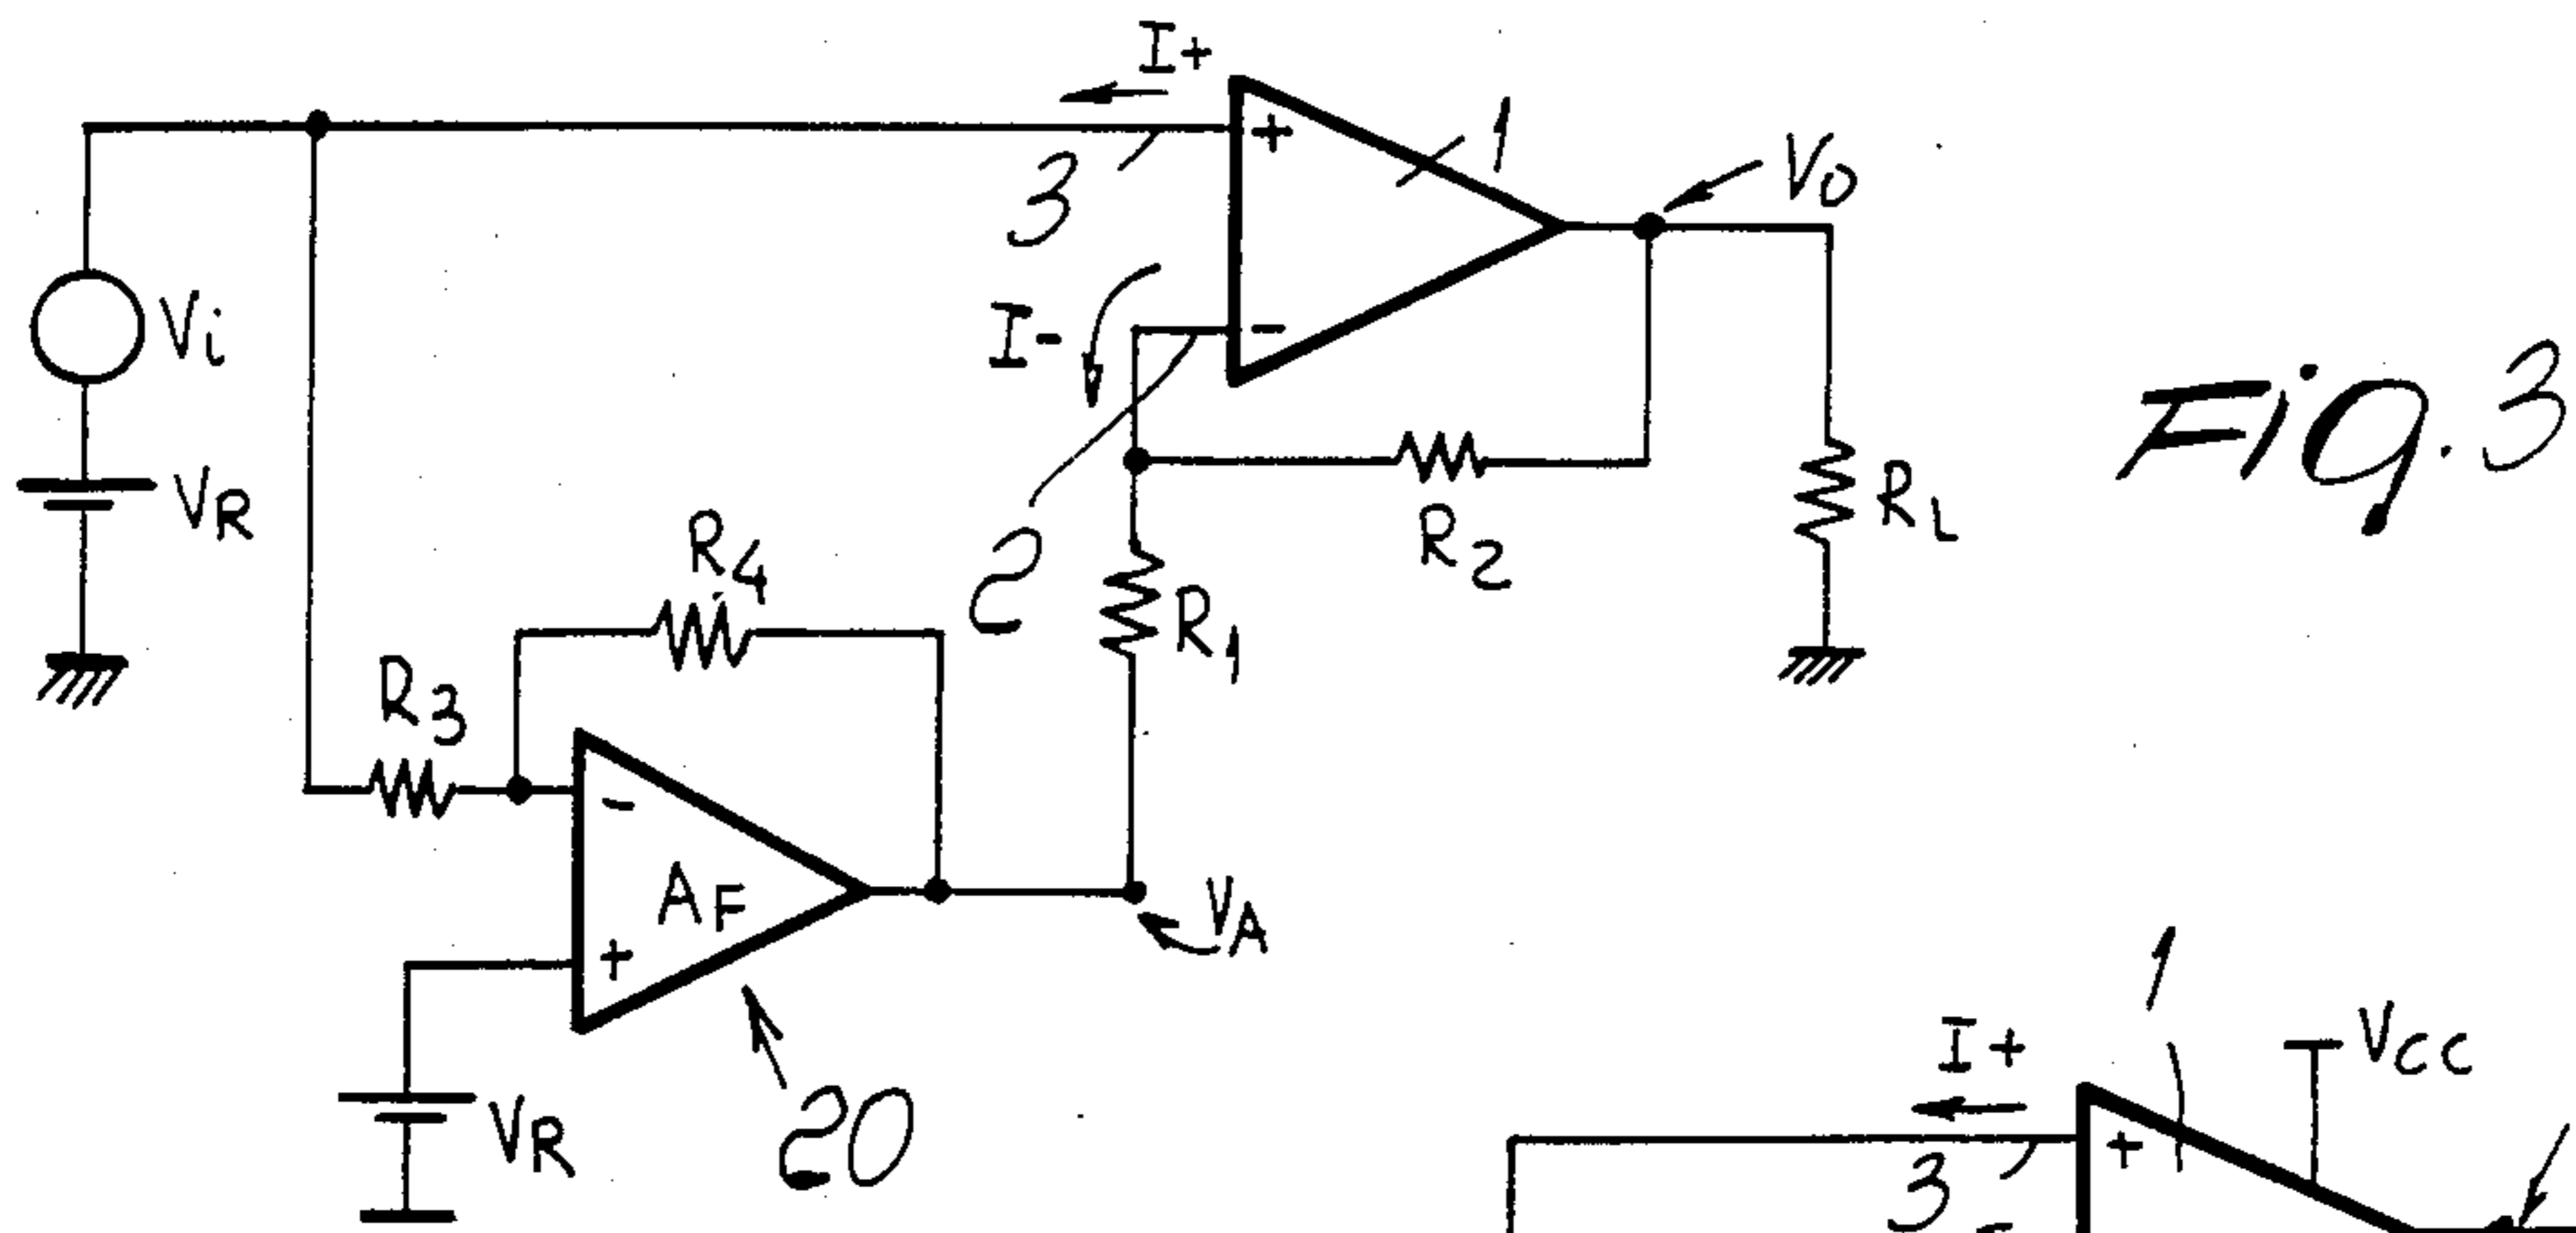 I+
+
1
3
VO
Vi
I-
-
VR
Fig. 3
R4
2
R2
RL
R1
R3
-
AF
+
VA
VR
20
1
I+
VCC
+
3